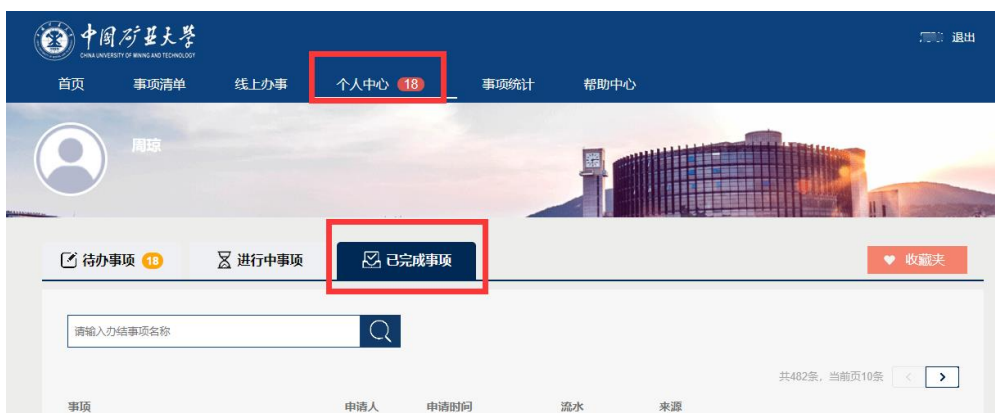 中国矿业大学
CHINA UNIVERSITY OF MINING AND TECHNOLOGY
退出
首页 事项清单 线上办事 个人中心 18 事项统计 帮助中心
周琼
待办事项 18 进行中事项 已完成事项 收藏夹
请输入办结事项名称
共482条，当前页10条
事项 申请人 申请时间 流水 来源